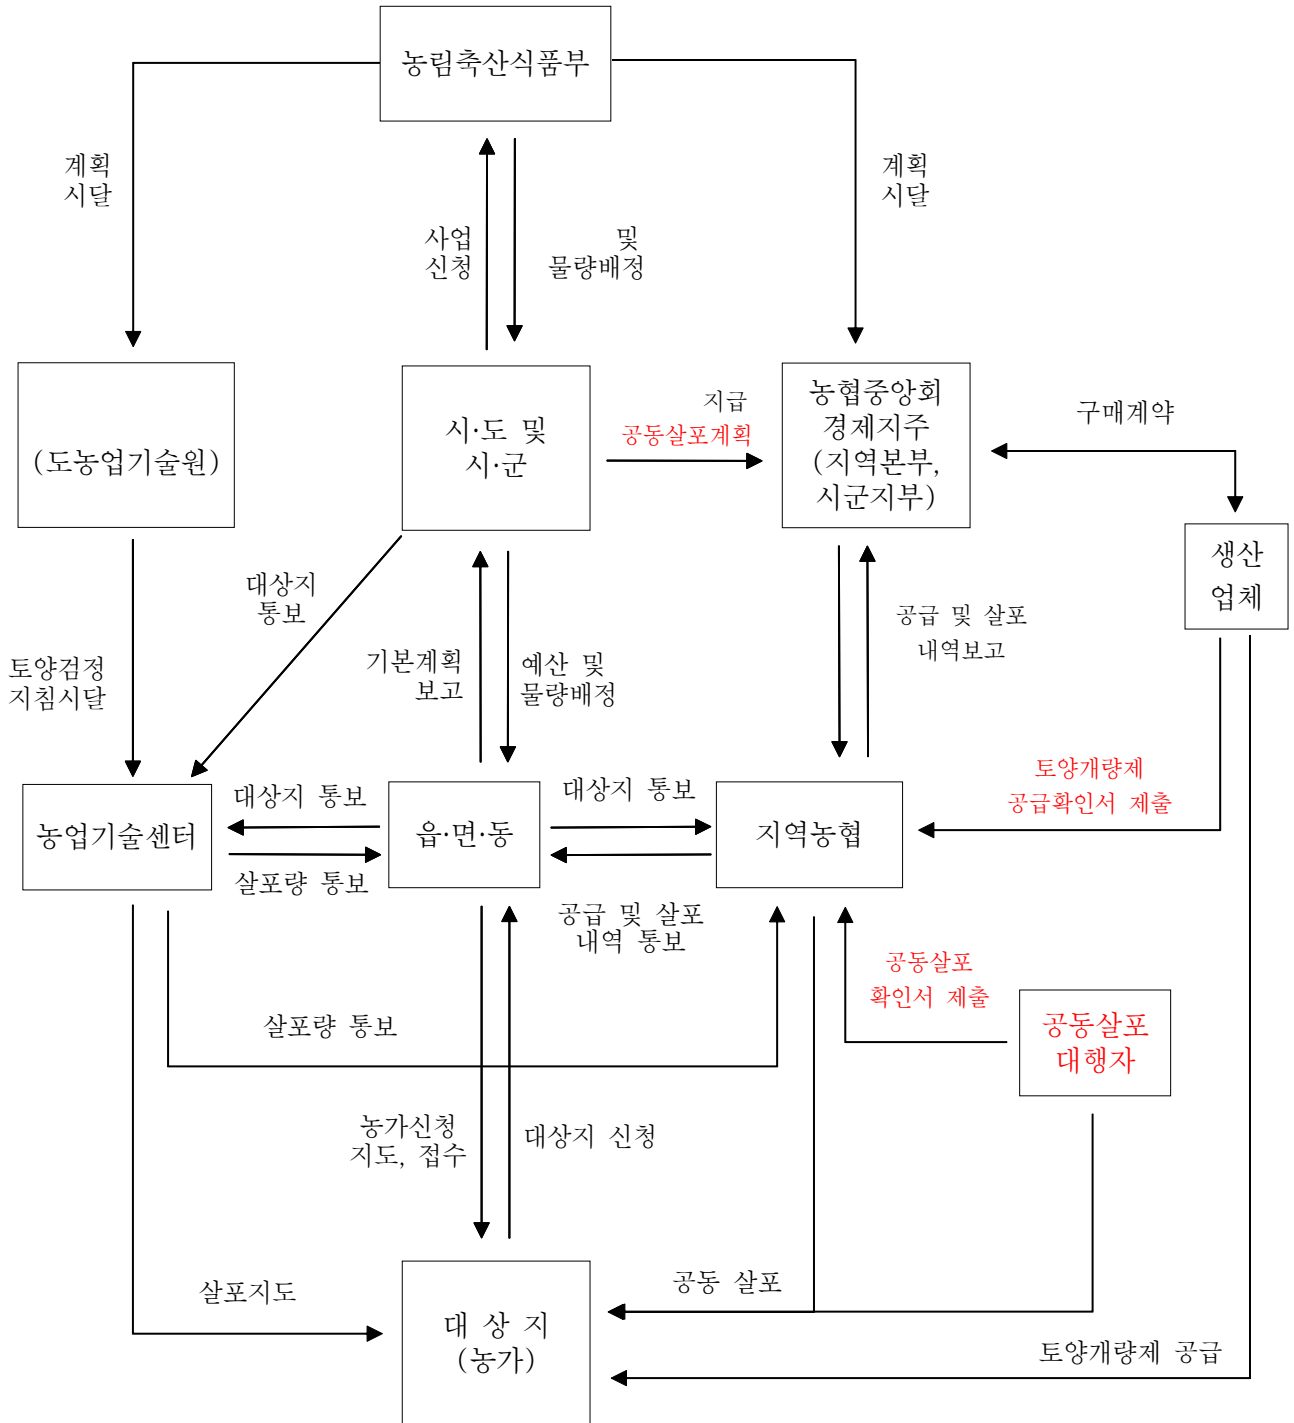 농림축산식품부
계획
시달
계획
시달
사업
신청
및
물량배정
(도농업기술원)
시·도 및
시·군
지급
공동살포계획
농협중앙회
경제지주
(지역본부,
시군지부)
구매계약
생산
업체
대상지
통보
토양검정
지침시달
기본계획
보고
예산 및
물량배정
공급 및 살포
내역보고
토양개량제
공급확인서 제출
농업기술센터
대상지 통보
살포량 통보
읍·면·동
대상지 통보
공급 및 살포
내역 통보
지역농협
공동살포
확인서 제출
공동살포
대행자
살포량 통보
농가신청
지도, 접수
대상지 신청
살포지도
대 상 지
(농가)
공동 살포
토양개량제 공급